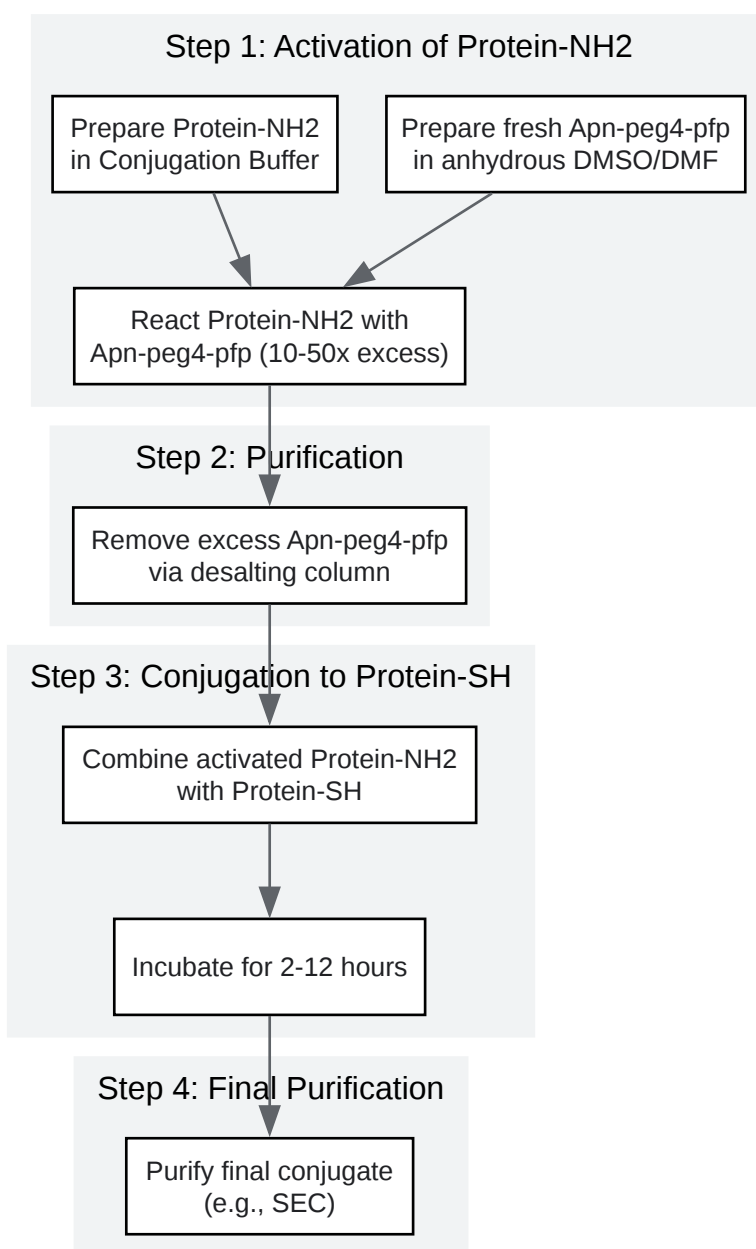 Step 1: Activation of Protein-NH2
Prepare Protein-NH2
in Conjugation Buffer
Prepare fresh Apn-peg4-pfp
in anhydrous DMSO/DMF
React Protein-NH2 with
Apn-peg4-pfp (10-50x excess)
Step 2: Purification
Remove excess Apn-peg4-pfp
via desalting column
Step 3: Conjugation to Protein-SH
Combine activated Protein-NH2
with Protein-SH
Incubate for 2-12 hours
Step 4: Final Purification
Purify final conjugate
(e.g., SEC)